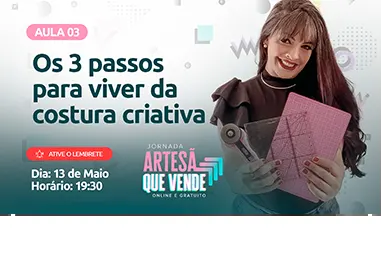 AULA 03
Os 3 passos
para viver da
costura criativa
ATIVE O LEMBRETE
Dia: 13 de Maio
Horário: 19:30
JORNADA
ARTESÃ
QUE VENDE
ONLINE E GRATUITO